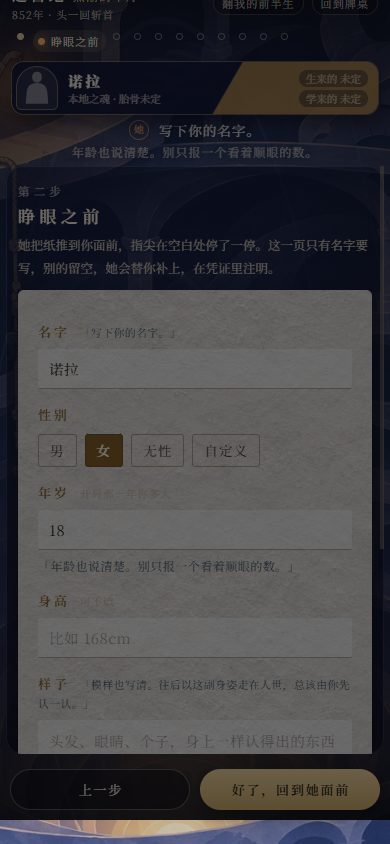 852年 · 头一回斩首
翻我的前半生
回到牌桌
睁眼之前
诺拉
本地之魂 · 胎骨未定
生来的 未定
学来的 未定
她 写下你的名字。
年龄也说清楚。别只报一个看着顺眼的数。
第二步
睁眼之前
她把纸推到你面前，指尖在空白处停了一停。这一页只有名字要
写，别的留空，她会替你补上，在凭证里注明。
名字 「写下你的名字。」
诺拉
性别
男 女 无性 自定义
年岁
18
「年龄也说清楚。别只报一个看着顺眼的数。」
身高
比如 168cm
样子 「模样也写清。往后以这副身姿走在人世，总该由你先
认一认。」
头发、眼睛、个子，身上一样认得出的东西
上一步
好了，回到她面前